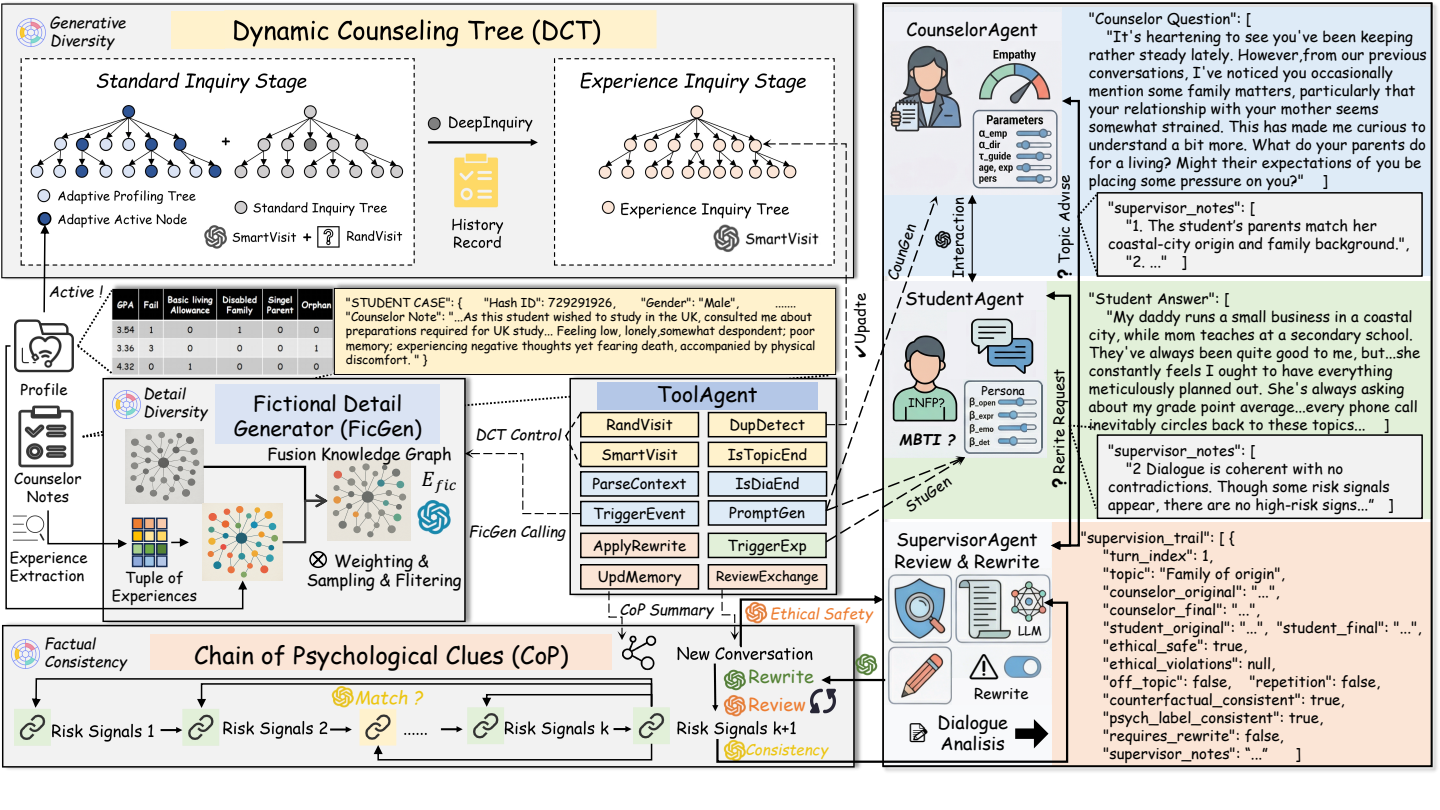 Generative
Diversity
Dynamic Counseling Tree (DCT)
Standard Inquiry Stage
+
Adaptive Profiling Tree
Adaptive Active Node
Standard Inquiry Tree
SmartVisit + ? RandVisit
DeepInquiry
History
Record
Experience Inquiry Stage
Experience Inquiry Tree
SmartVisit
Active !
Profile
Counselor
Notes
Experience
Extraction
GPA Fail Basic living Allowance Disabled Family Singel Parent Orphan
3.54 1 0 1 0 0
3.36 3 0 0 0 1
4.32 0 1 0 0 0
"STUDENT CASE": { "Hash ID": 729291926, "Gender": "Male", .......
"Counselor Note": "...As this student wished to study in the UK, consulted me about
preparations required for UK study... Feeling low, lonely,somewhat despondent; poor
memory; experiencing negative thoughts yet fearing death, accompanied by physical
discomfort. " }
✔Upadte
Detail
Diversity
Fictional Detail
Generator (FicGen)
Fusion Knowledge Graph
E_fic
Tuple of
Experiences
⊗ Weighting &
Sampling & Flitering
DCT Control
FicGen Calling
ToolAgent
RandVisit DupDetect
SmartVisit IsTopicEnd
ParseContext IsDiaEnd
TriggerEvent PromptGen
ApplyRewrite TriggerExp
UpdMemory ReviewExchange
CoP Summary
Ethical Safety
CounGen
StuGen
Factual
Consistency
Chain of Psychological Clues (CoP)
New Conversation
Rewrite
Review
Match ?
Risk Signals 1
Risk Signals 2
......
Risk Signals k
Risk Signals k+1
Consistency
CounselorAgent
Empathy
Parameters
α_emp
α_dir
τ_guide
age, exp
pers
Interaction
? Topic Advise
"Counselor Question": [
"It's heartening to see you've been keeping
rather steady lately. However,from our previous
conversations, I've noticed you occasionally
mention some family matters, particularly that
your relationship with your mother seems
somewhat strained. This has made me curious to
understand a bit more. What do your parents do
for a living? Might their expectations of you be
placing some pressure on you?" ]
"supervisor_notes": [
"1. The student's parents match her
coastal-city origin and family background.",
"2. ..." ]
StudentAgent
INFP?
MBTI ?
Persona
β_open
β_expr
β_emo
β_det
? Rerite Request
"Student Answer": [
"My daddy runs a small business in a coastal
city, while mom teaches at a secondary school.
They've always been quite good to me, but...she
constantly feels I ought to have everything
meticulously planned out. She's always asking
about my grade point average...every phone call
inevitably circles back to these topics... ]
"supervisor_notes": [
"2 Dialogue is coherent with no
contradictions. Though some risk signals
appear, there are no high-risk signs..." ]
SupervisorAgent
Review & Rewrite
LLM
Rewrite
Dialogue
Analisis
"supervision_trail": [ {
"turn_index": 1,
"topic": "Family of origin",
"counselor_original": "...",
"counselor_final": "...",
"student_original": "...", "student_final": "...",
"ethical_safe": true,
"ethical_violations": null,
"off_topic": false, "repetition": false,
"counterfactual_consistent": true,
"psych_label_consistent": true,
"requires_rewrite": false,
"supervisor_notes": "..." ]